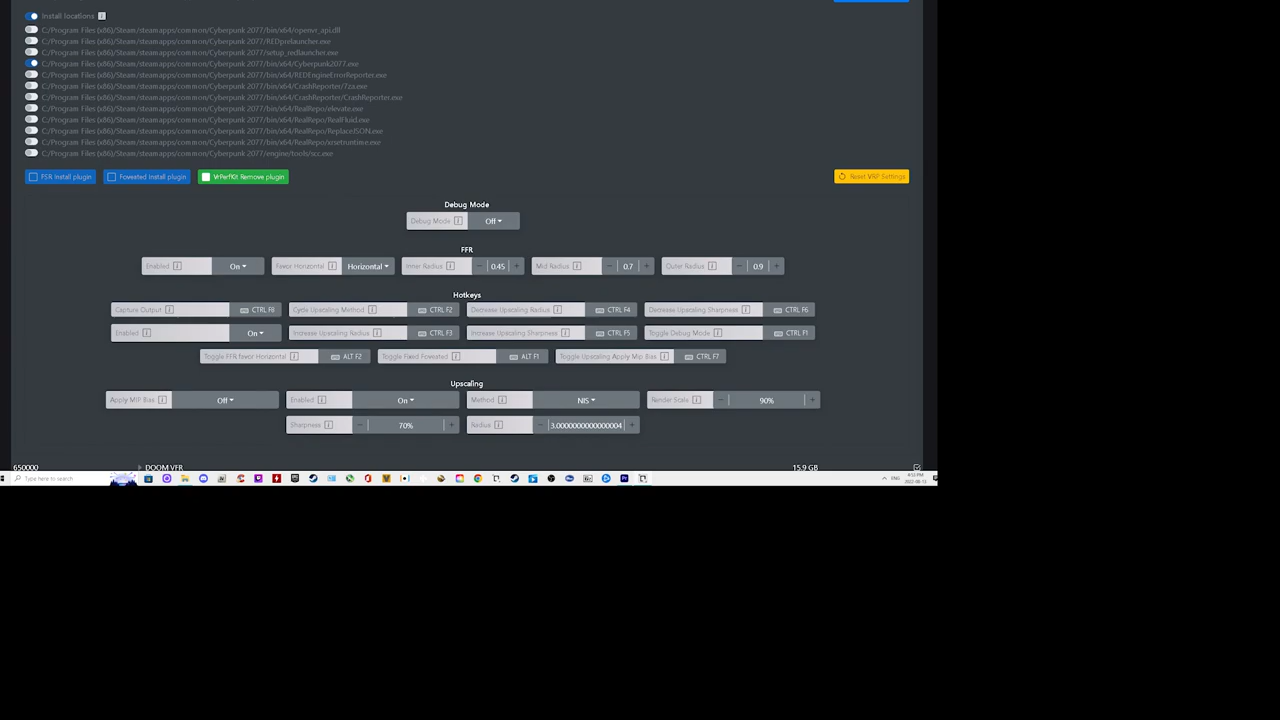 Install locations
C:/Program Files (x86)/Steam/steamapps/common/Cyberpunk 2077/bin/x64/openvr_api.dll
C:/Program Files (x86)/Steam/steamapps/common/Cyberpunk 2077/REDprelauncher.exe
C:/Program Files (x86)/Steam/steamapps/common/Cyberpunk 2077/setup_redlauncher.exe
C:/Program Files (x86)/Steam/steamapps/common/Cyberpunk 2077/bin/x64/Cyberpunk2077.exe
C:/Program Files (x86)/Steam/steamapps/common/Cyberpunk 2077/bin/x64/REDEngineErrorReporter.exe
C:/Program Files (x86)/Steam/steamapps/common/Cyberpunk 2077/bin/x64/CrashReporter/7za.exe
C:/Program Files (x86)/Steam/steamapps/common/Cyberpunk 2077/bin/x64/CrashReporter/CrashReporter.exe
C:/Program Files (x86)/Steam/steamapps/common/Cyberpunk 2077/bin/x64/RealRepo/elevate.exe
C:/Program Files (x86)/Steam/steamapps/common/Cyberpunk 2077/bin/x64/RealRepo/RealFluid.exe
C:/Program Files (x86)/Steam/steamapps/common/Cyberpunk 2077/bin/x64/RealRepo/ReplaceJSON.exe
C:/Program Files (x86)/Steam/steamapps/common/Cyberpunk 2077/bin/x64/RealRepo/xrsetruntime.exe
C:/Program Files (x86)/Steam/steamapps/common/Cyberpunk 2077/engine/tools/scc.exe
FSR Install plugin Foveated Install plugin VrPerfKit Remove plugin Reset VRP Settings
Debug Mode
Debug Mode Off
FFR
Enabled On Favor Horizontal Horizontal Inner Radius − 0.45 + Mid Radius − 0.7 + Outer Radius − 0.9 +
Hotkeys
Capture Output CTRL F8 Cycle Upscaling Method CTRL F2 Decrease Upscaling Radius CTRL F4 Decrease Upscaling Sharpness CTRL F6
Enabled On Increase Upscaling Radius CTRL F3 Increase Upscaling Sharpness CTRL F5 Toggle Debug Mode CTRL F1
Toggle FFR favor Horizontal ALT F2 Toggle Fixed Foveated ALT F1 Toggle Upscaling Apply Mip Bias CTRL F7
Upscaling
Apply MIP Bias Off Enabled On Method NIS Render Scale − 90% +
Sharpness − 70% + Radius − 3.0000000000000004 +
650000 DOOM VFR 15.9 GB
Type here to search ENG